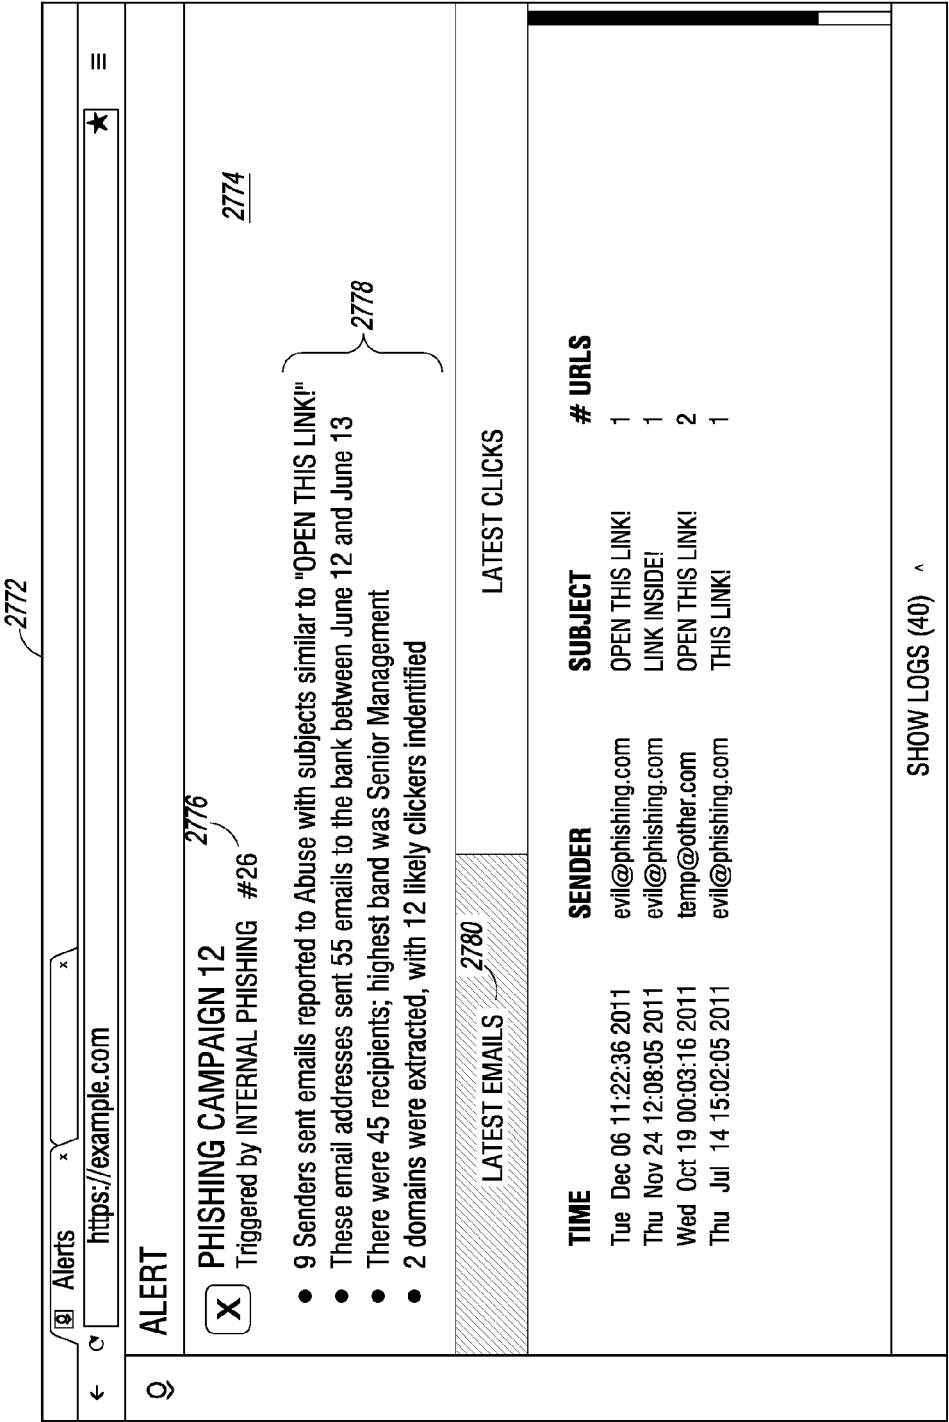 2772
Alerts x x
https://example.com
ALERT
PHISHING CAMPAIGN 12
2776
Triggered by INTERNAL PHISHING #26
2774
• 9 Senders sent emails reported to Abuse with subjects similar to "OPEN THIS LINK!"
• These email addresses sent 55 emails to the bank between June 12 and June 13
• There were 45 recipients; highest band was Senior Management
• 2 domains were extracted, with 12 likely clickers indentified
2778
LATEST EMAILS 2780 LATEST CLICKS
TIME SENDER SUBJECT # URLS
Tue Dec 06 11:22:36 2011 evil@phishing.com OPEN THIS LINK! 1
Thu Nov 24 12:08:05 2011 evil@phishing.com LINK INSIDE! 1
Wed Oct 19 00:03:16 2011 temp@other.com OPEN THIS LINK! 2
Thu Jul 14 15:02:05 2011 evil@phishing.com THIS LINK! 1
SHOW LOGS (40) ^